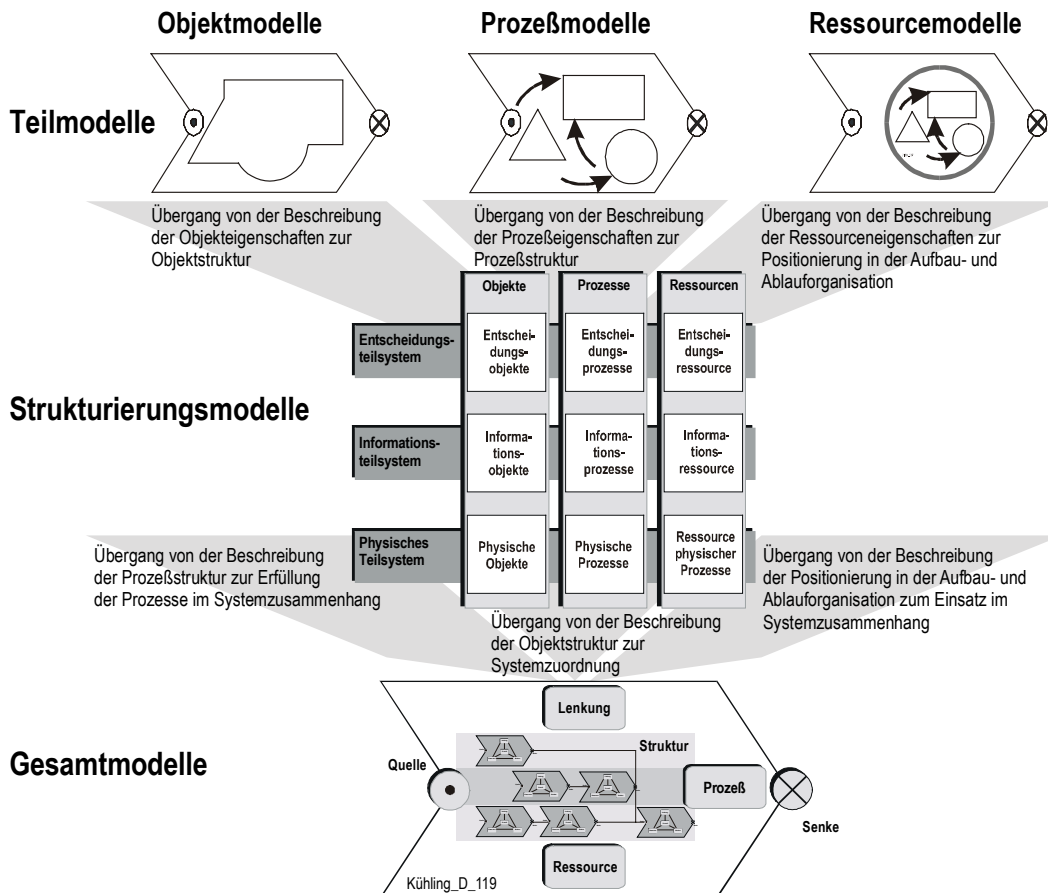 Objektmodelle
Prozeßmodelle
Ressourcemodelle
Teilmodelle
Übergang von der Beschreibung
der Objekteigenschaften zur
Objektstruktur
Übergang von der Beschreibung
der Prozeßeigenschaften zur
Prozeßstruktur
Übergang von der Beschreibung
der Ressourceneigenschaften zur
Positionierung in der Aufbau- und
Ablauforganisation
Objekte
Prozesse
Ressourcen
Entscheidungs-
teilsystem
Entschei-
dungs-
objekte
Entschei-
dungs-
prozesse
Entschei-
dungs-
ressource
Strukturierungsmodelle
Informations-
teilsystem
Informa-
tions-
objekte
Informa-
tions-
prozesse
Informa-
tions-
ressource
Physisches
Teilsystem
Physische
Objekte
Physische
Prozesse
Ressource
physischer
Prozesse
Übergang von der Beschreibung
der Prozeßstruktur zur Erfüllung
der Prozesse im Systemzusammenhang
Übergang von der Beschreibung
der Objektstruktur zur
Systemzuordnung
Übergang von der Beschreibung
der Positionierung in der Aufbau- und
Ablauforganisation zum Einsatz im
Systemzusammenhang
Gesamtmodelle
Lenkung
Struktur
Quelle
Prozeß
Senke
Ressource
Kühling_D_119